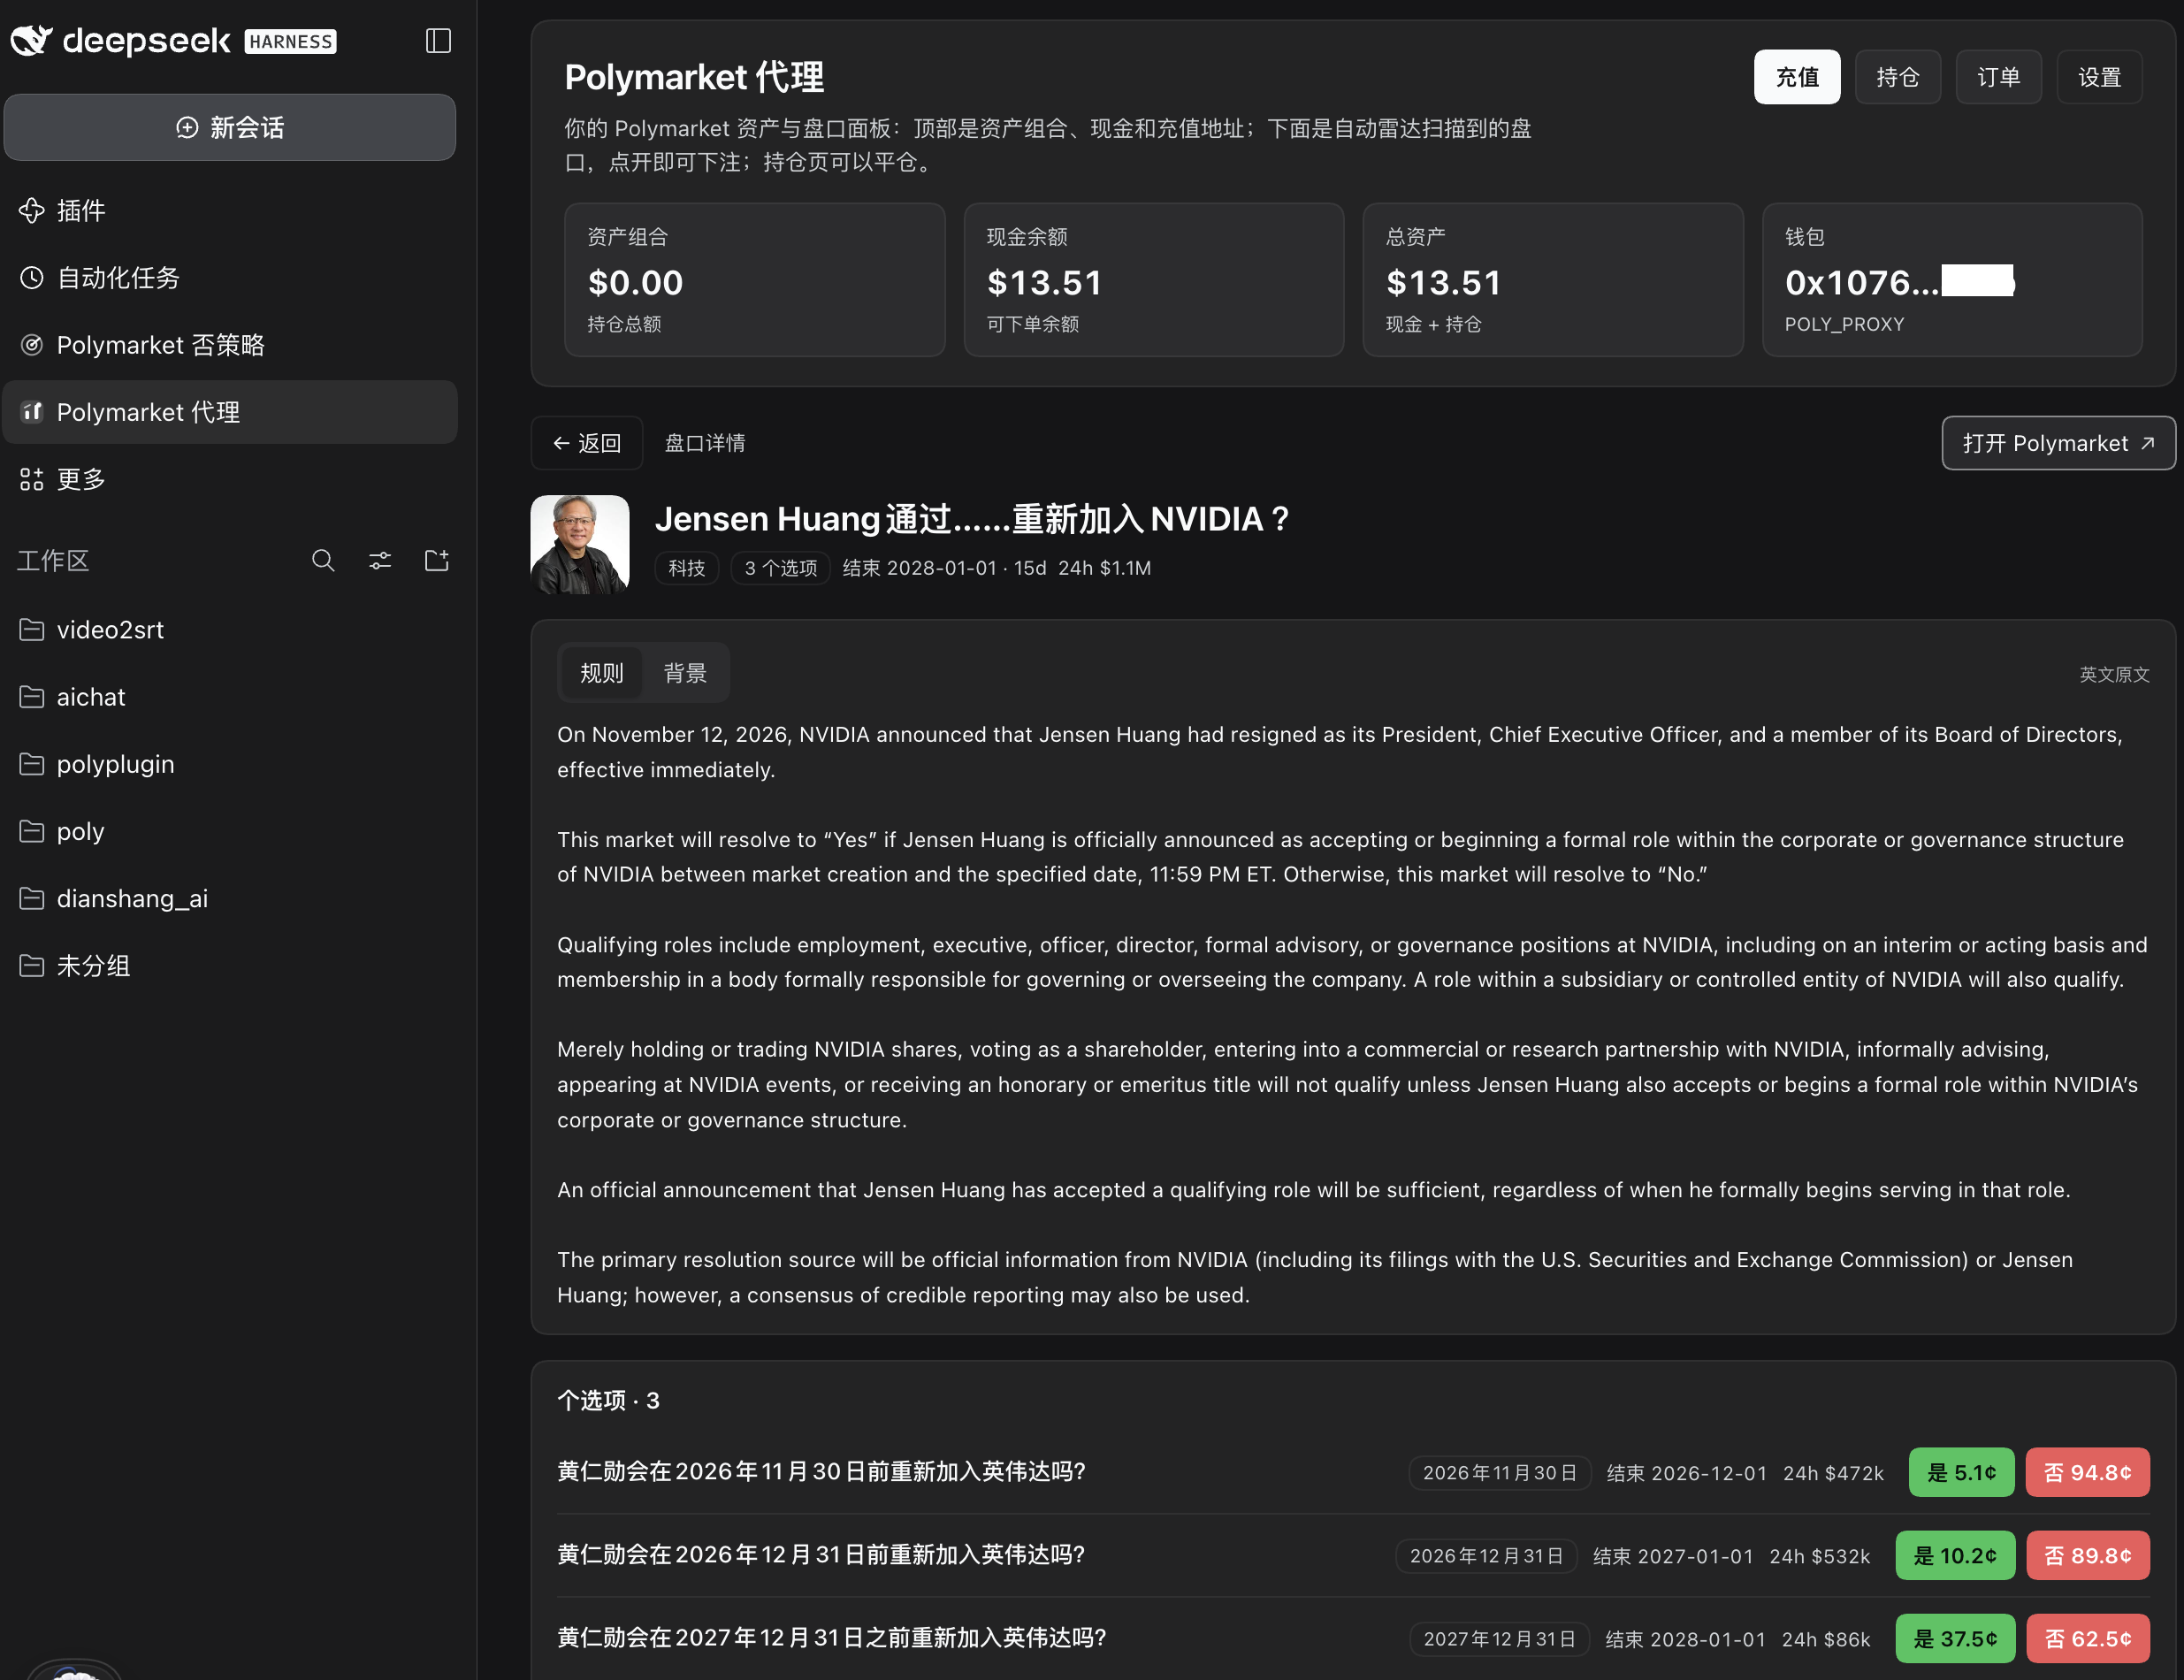 deepseek HARNESS
新会话
插件
自动化任务
Polymarket 否策略
Polymarket 代理
更多
工作区
video2srt
aichat
polyplugin
poly
dianshang_ai
未分组
Polymarket 代理
充值
持仓
订单
设置
你的 Polymarket 资产与盘口面板：顶部是资产组合、现金和充值地址；下面是自动雷达扫描到的盘
口，点开即可下注；持仓页可以平仓。
资产组合
$0.00
持仓总额
现金余额
$13.51
可下单余额
总资产
$13.51
现金 + 持仓
钱包
0x1076...
POLY_PROXY
← 返回
盘口详情
打开 Polymarket ↗
Jensen Huang通过……重新加入 NVIDIA？
科技 3 个选项 结束 2028-01-01 · 15d 24h $1.1M
规则 背景
英文原文
On November 12, 2026, NVIDIA announced that Jensen Huang had resigned as its President, Chief Executive Officer, and a member of its Board of Directors,
effective immediately.
This market will resolve to “Yes” if Jensen Huang is officially announced as accepting or beginning a formal role within the corporate or governance structure
of NVIDIA between market creation and the specified date, 11:59 PM ET. Otherwise, this market will resolve to “No.”
Qualifying roles include employment, executive, officer, director, formal advisory, or governance positions at NVIDIA, including on an interim or acting basis and
membership in a body formally responsible for governing or overseeing the company. A role within a subsidiary or controlled entity of NVIDIA will also qualify.
Merely holding or trading NVIDIA shares, voting as a shareholder, entering into a commercial or research partnership with NVIDIA, informally advising,
appearing at NVIDIA events, or receiving an honorary or emeritus title will not qualify unless Jensen Huang also accepts or begins a formal role within NVIDIA’s
corporate or governance structure.
An official announcement that Jensen Huang has accepted a qualifying role will be sufficient, regardless of when he formally begins serving in that role.
The primary resolution source will be official information from NVIDIA (including its filings with the U.S. Securities and Exchange Commission) or Jensen
Huang; however, a consensus of credible reporting may also be used.
个选项 · 3
黄仁勋会在2026年11月30日前重新加入英伟达吗? 2026年11月30日 结束 2026-12-01 24h $472k 是 5.1¢ 否 94.8¢
黄仁勋会在2026年12月31日前重新加入英伟达吗? 2026年12月31日 结束 2027-01-01 24h $532k 是 10.2¢ 否 89.8¢
黄仁勋会在2027年12月31日之前重新加入英伟达吗? 2027年12月31日 结束 2028-01-01 24h $86k 是 37.5¢ 否 62.5¢